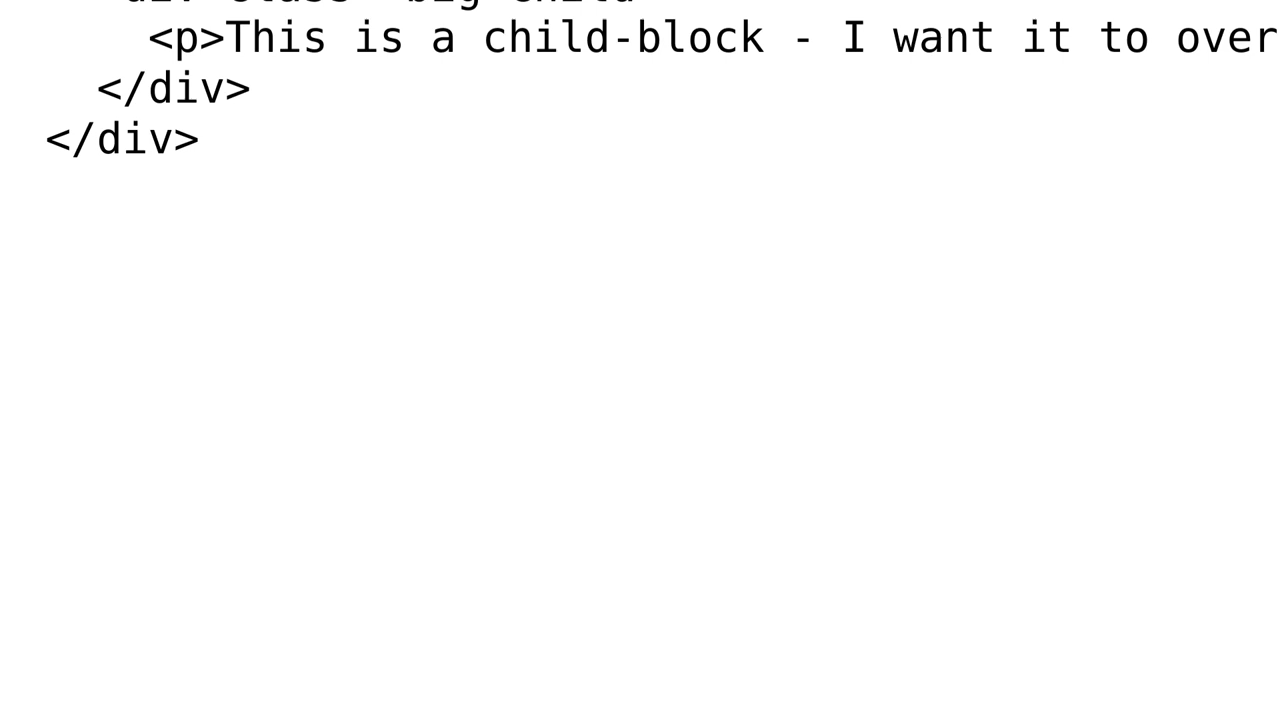 <p>This is a child-block - I want it to over
</div>
</div>